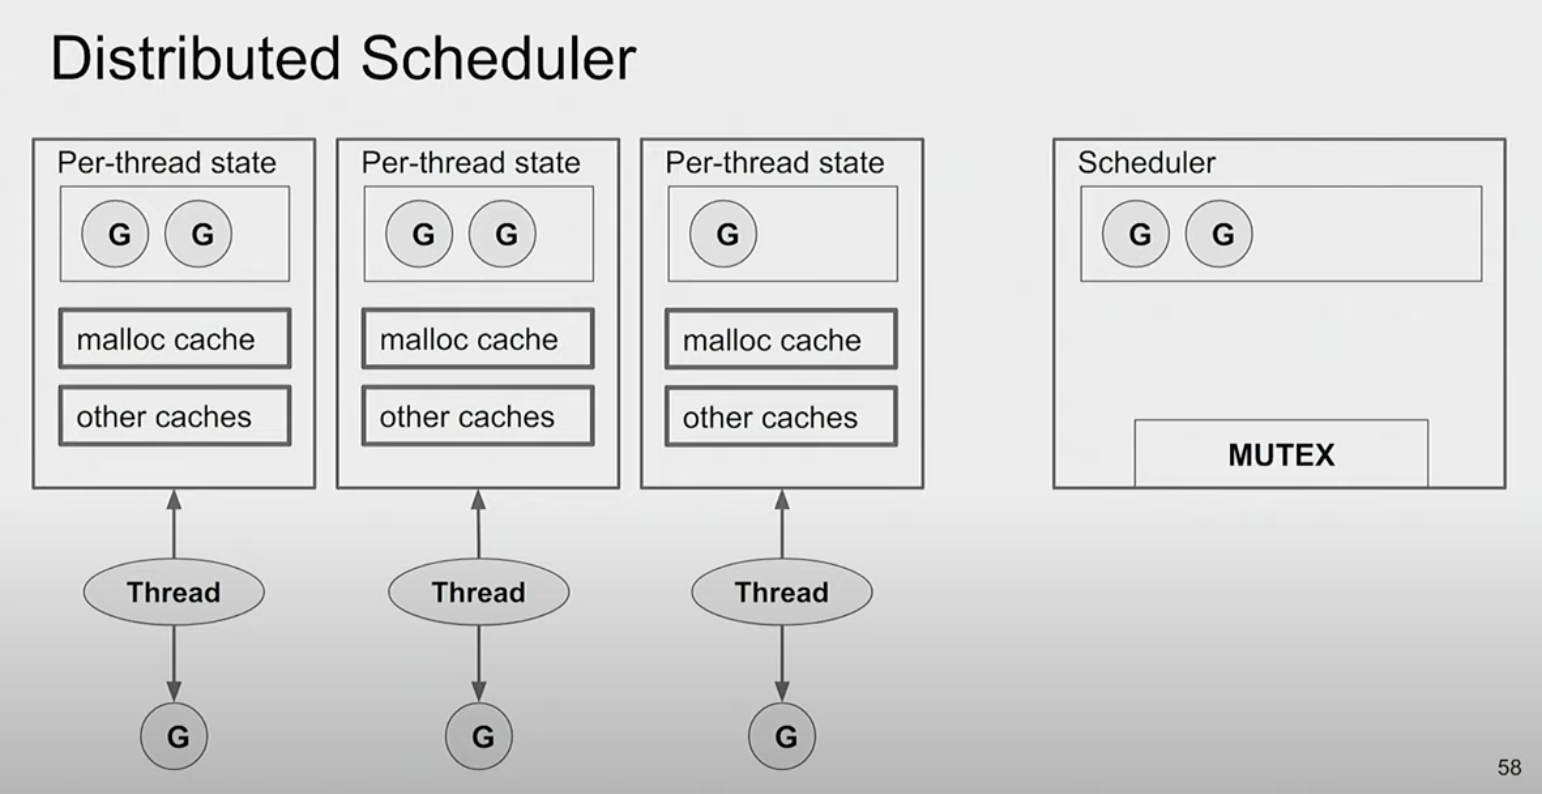 Distributed Scheduler
Per-thread state
G G
malloc cache
other caches
Thread
G
Per-thread state
G G
malloc cache
other caches
Thread
G
Per-thread state
G
malloc cache
other caches
Thread
G
Scheduler
G G
MUTEX
58